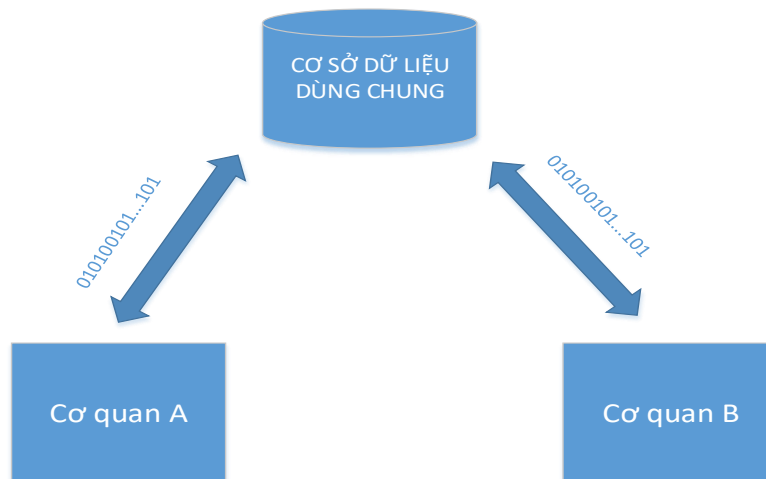 CƠ SỞ DỮ LIỆU
DÙNG CHUNG
010100101...101
010100101...101
Cơ quan A
Cơ quan B